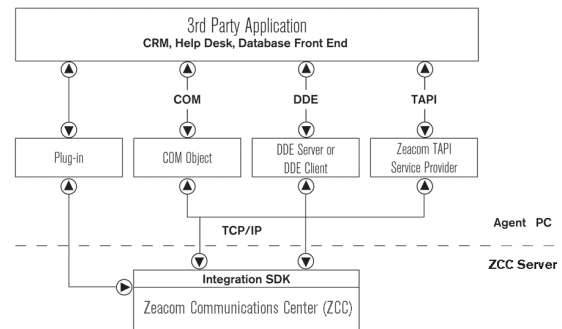 3rd Party Application
CRM, Help Desk, Database Front End
COM
DDE
TAPI
Plug-in
COM Object
DDE Server or
DDE Client
Zeacom TAPI
Service Provider
TCP/IP
Agent PC
ZCC Server
Integration SDK
Zeacom Communications Center (ZCC)